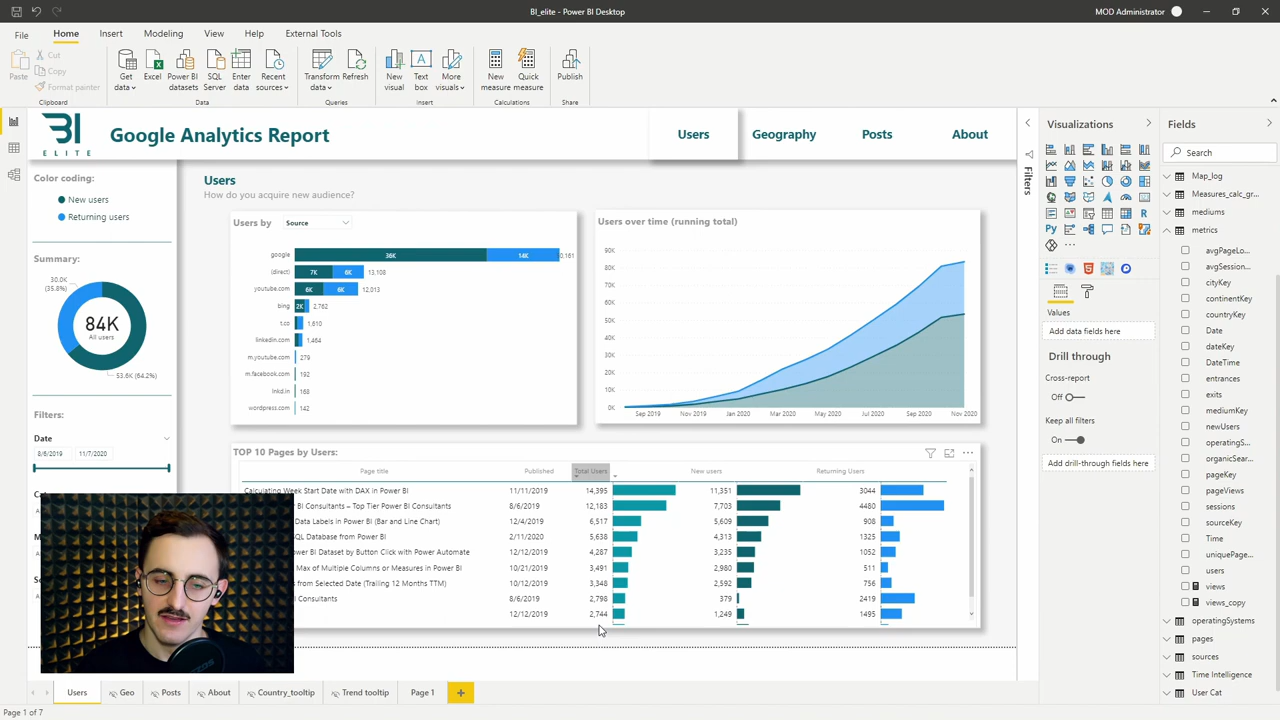 BI_elite - Power BI Desktop
MOD Administrator
File
Home
Insert
Modeling
View
Help
External Tools
Paste
Cut
Copy
Format painter
Get data
Excel
Power BI datasets
SQL Server
Enter data
Recent sources
Transform data
Refresh
New visual
Text box
More visuals
New measure
Quick measure
Publish
Clipboard
Data
Queries
Insert
Calculations
Share
BI
ELITE
Google Analytics Report
Users
Geography
Posts
About
Color coding:
New users
Returning users
Summary:
30.0K
(35.8%)
84K
All users
53.6K (64.2%)
Filters:
Date
8/6/2019
11/7/2020
Users
How do you acquire new audience?
Users by
Source
google
36K
14K
0,161
(direct)
7K
6K
13,108
youtube.com
6K
6K
12,013
bing
2K
2,762
t.co
1,610
linkedin.com
1,464
m.youtube.com
279
m.facebook.com
192
lnkd.in
168
wordpress.com
142
Users over time (running total)
90K
80K
70K
60K
50K
40K
30K
20K
10K
0K
Sep 2019
Nov 2019
Jan 2020
Mar 2020
May 2020
Jul 2020
Sep 2020
Nov 2020
TOP 10 Pages by Users:
Page title
Published
Total Users
New users
Returning Users
Calculating Week Start Date with DAX in Power BI
11/11/2019
14,395
11,351
3044
BI Consultants – Top Tier Power BI Consultants
8/6/2019
12,183
7,703
4480
Data Labels in Power BI (Bar and Line Chart)
12/4/2019
6,517
5,609
908
SQL Database from Power BI
2/11/2020
5,638
4,313
1325
Power BI Dataset by Button Click with Power Automate
12/12/2019
4,287
3,235
1052
Max of Multiple Columns or Measures in Power BI
10/21/2019
3,491
2,980
511
from Selected Date (Trailing 12 Months TTM)
10/12/2019
3,348
2,592
756
Consultants
8/6/2019
2,798
379
2419
12/12/2019
2,744
1,249
1495
Filters
Visualizations
Values
Add data fields here
Drill through
Cross-report
Off
Keep all filters
On
Add drill-through fields here
Fields
Search
Map_log
Measures_calc_gr...
mediums
metrics
avgPageLo...
avgSession...
cityKey
continentKey
countryKey
Date
dateKey
DateTime
entrances
exits
mediumKey
newUsers
operatingS...
organicSear...
pageKey
pageViews
sessions
sourceKey
Time
uniquePage...
users
views
views_copy
operatingSystems
pages
sources
Time Intelligence
User Cat
Users
Geo
Posts
About
Country_tooltip
Trend tooltip
Page 1
Page 1 of 7